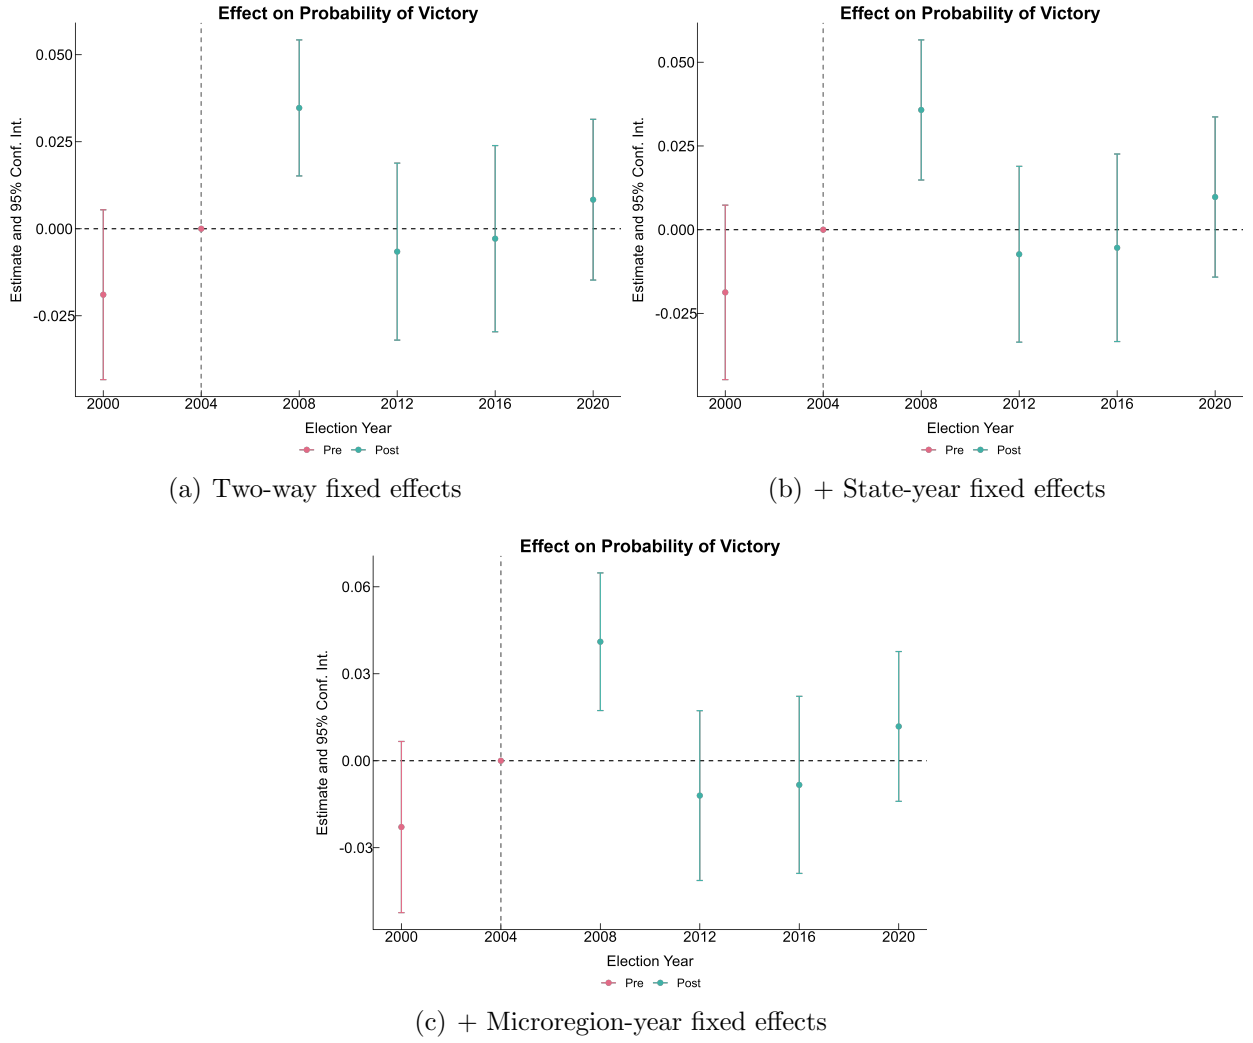 Effect on Probability of Victory
Estimate and 95% Conf. Int.
0.050
0.025
0.000
-0.025
2000 2004 2008 2012 2016 2020
Election Year
Pre Post
(a) Two-way fixed effects
Effect on Probability of Victory
Estimate and 95% Conf. Int.
0.050
0.025
0.000
-0.025
2000 2004 2008 2012 2016 2020
Election Year
Pre Post
(b) + State-year fixed effects
Effect on Probability of Victory
Estimate and 95% Conf. Int.
0.06
0.03
0.00
-0.03
2000 2004 2008 2012 2016 2020
Election Year
Pre Post
(c) + Microregion-year fixed effects